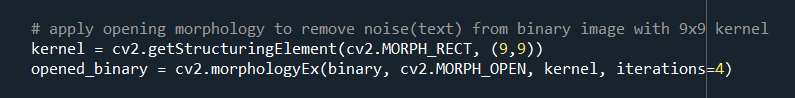 # apply opening morphology to remove noise(text) from binary image with 9x9 kernel
kernel = cv2.getStructuringElement(cv2.MORPH_RECT, (9,9))
opened_binary = cv2.morphologyEx(binary, cv2.MORPH_OPEN, kernel, iterations=4)